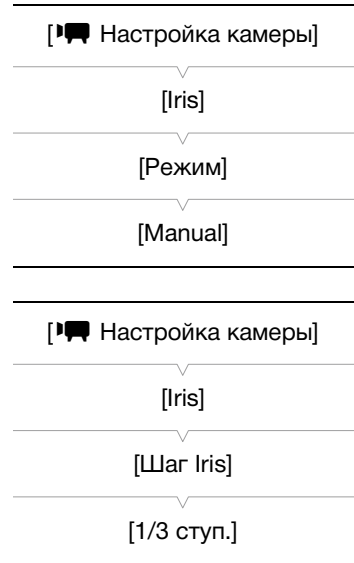 [ Настройка камеры]
[Iris]
[Режим]
[Manual]
[ Настройка камеры]
[Iris]
[Шаг Iris]
[1/3 ступ.]